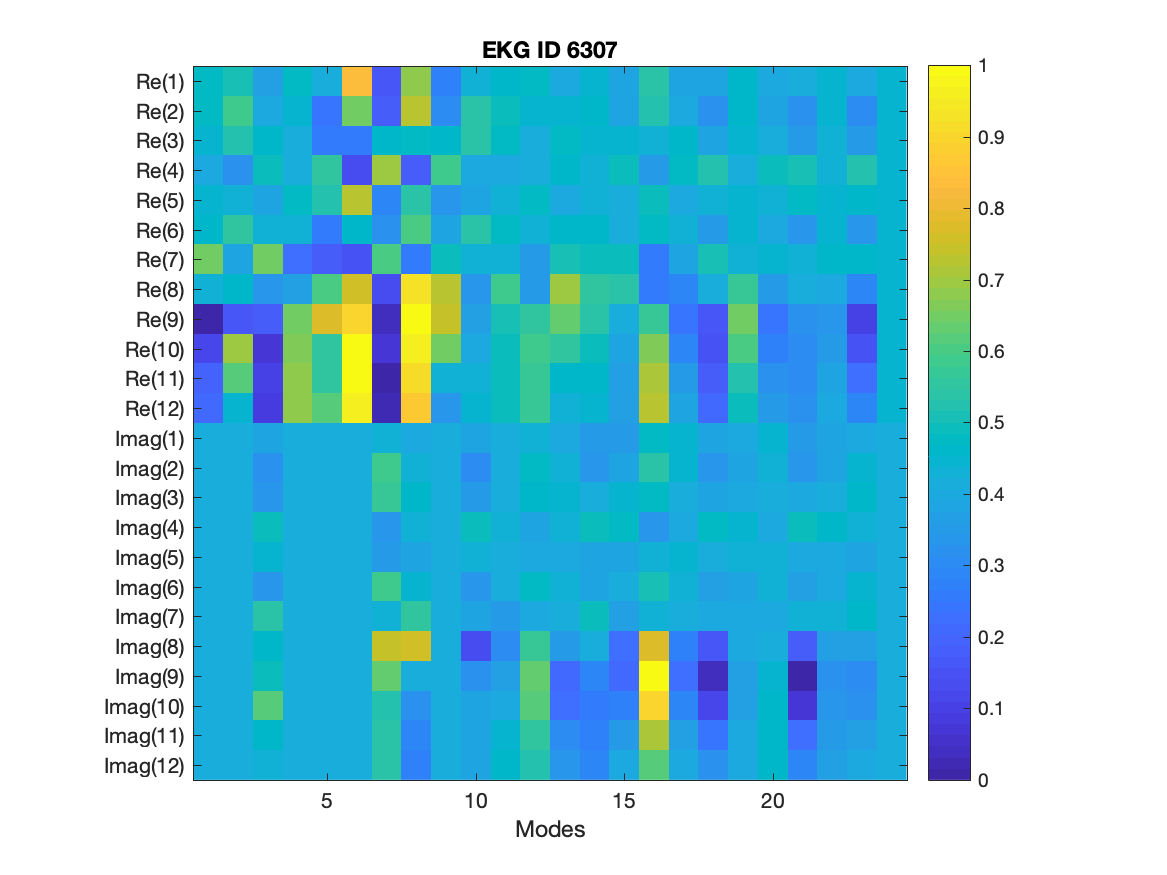 EKG ID 6307
Re(1)
Re(2)
Re(3)
Re(4)
Re(5)
Re(6)
Re(7)
Re(8)
Re(9)
Re(10)
Re(11)
Re(12)
Imag(1)
Imag(2)
Imag(3)
Imag(4)
Imag(5)
Imag(6)
Imag(7)
Imag(8)
Imag(9)
Imag(10)
Imag(11)
Imag(12)
5 10 15 20
Modes
1
0.9
0.8
0.7
0.6
0.5
0.4
0.3
0.2
0.1
0